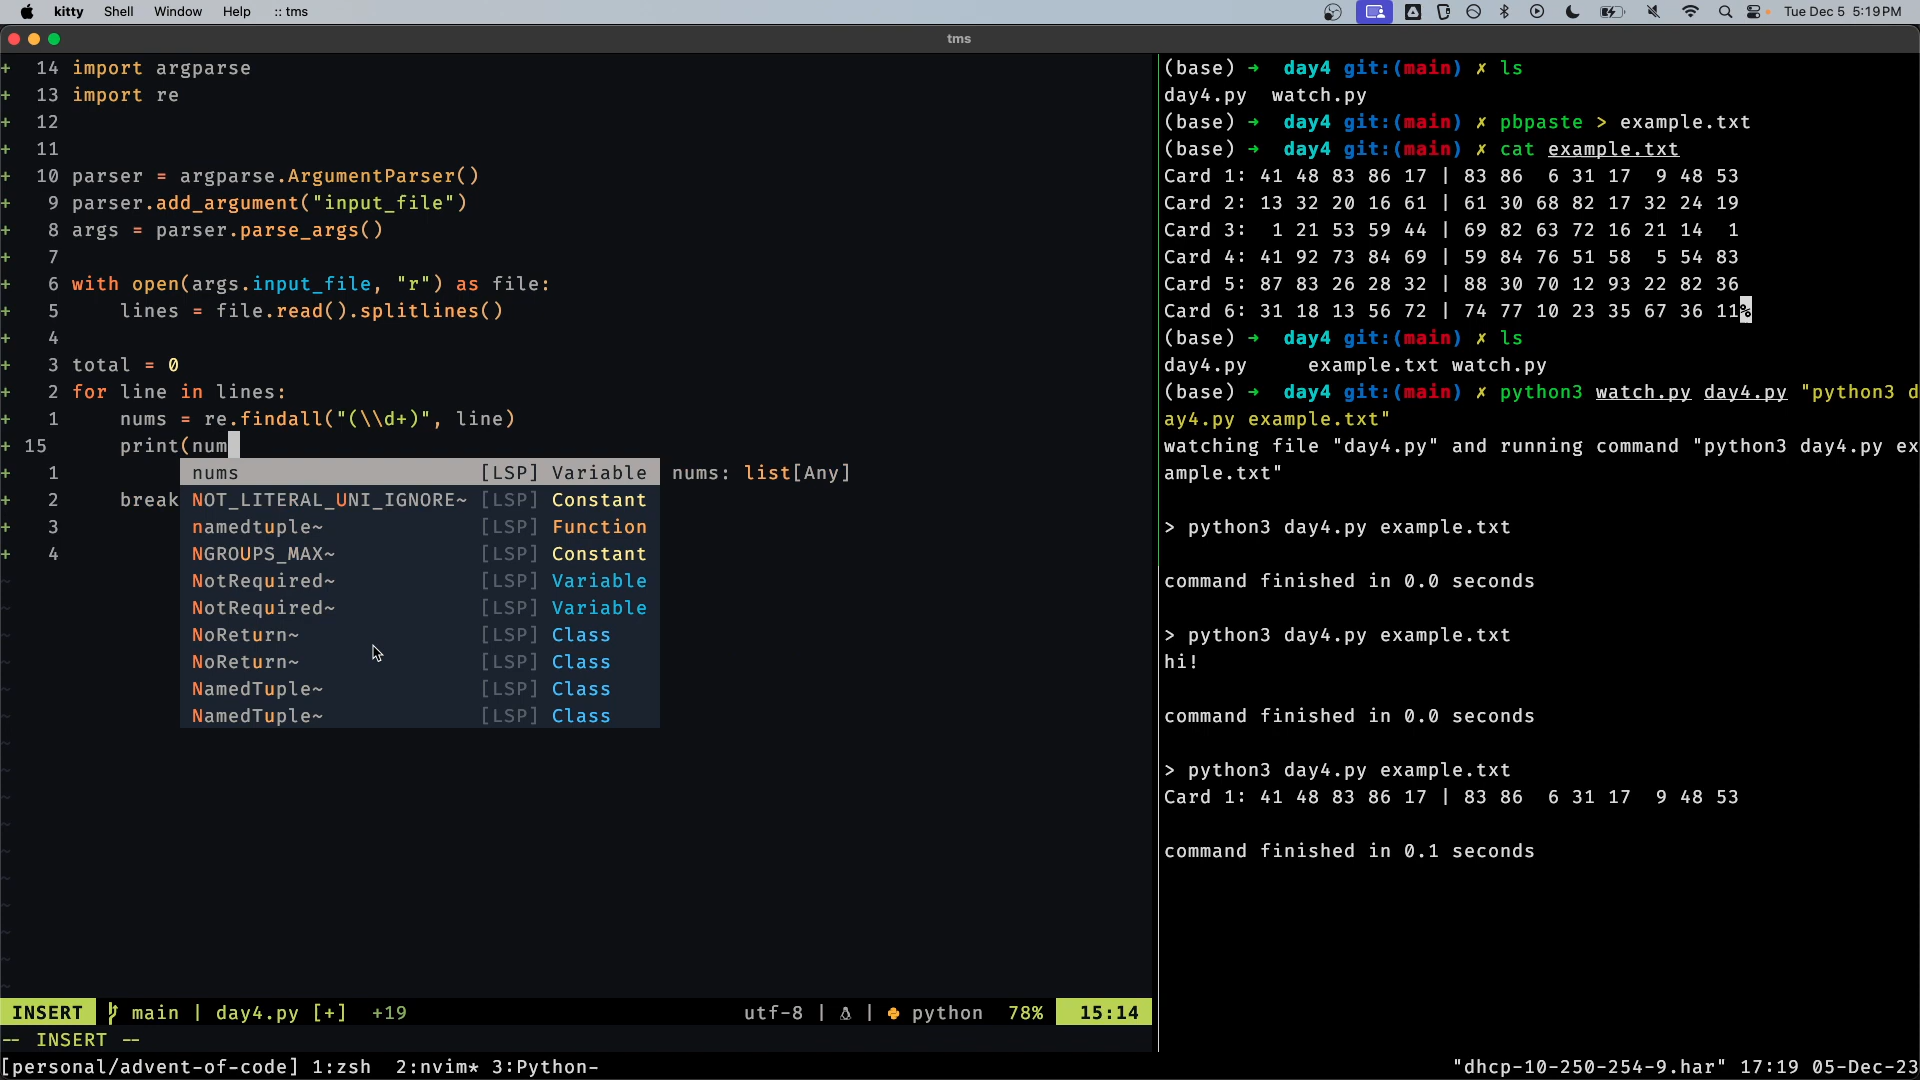 kitty Shell Window Help :: tms Tue Dec 5 5:19 PM
tms
+ 14 import argparse
+ 13 import re
+ 12
+ 11
+ 10 parser = argparse.ArgumentParser()
+ 9 parser.add_argument("input_file")
+ 8 args = parser.parse_args()
+ 7
+ 6 with open(args.input_file, "r") as file:
+ 5 lines = file.read().splitlines()
+ 4
+ 3 total = 0
+ 2 for line in lines:
+ 1 nums = re.findall("(\\d+)", line)
+ 15 print(num
+ 1
+ 2 break
+ 3
+ 4
nums [LSP] Variable nums: list[Any]
NOT_LITERAL_UNI_IGNORE~ [LSP] Constant
namedtuple~ [LSP] Function
NGROUPS_MAX~ [LSP] Constant
NotRequired~ [LSP] Variable
NotRequired~ [LSP] Variable
NoReturn~ [LSP] Class
NoReturn~ [LSP] Class
NamedTuple~ [LSP] Class
NamedTuple~ [LSP] Class
INSERT main | day4.py [+] +19 utf-8 | | python 78% 15:14
-- INSERT --
(base) → day4 git:(main) ✗ ls
day4.py watch.py
(base) → day4 git:(main) ✗ pbpaste > example.txt
(base) → day4 git:(main) ✗ cat example.txt
Card 1: 41 48 83 86 17 | 83 86  6 31 17  9 48 53
Card 2: 13 32 20 16 61 | 61 30 68 82 17 32 24 19
Card 3:  1 21 53 59 44 | 69 82 63 72 16 21 14  1
Card 4: 41 92 73 84 69 | 59 84 76 51 58  5 54 83
Card 5: 87 83 26 28 32 | 88 30 70 12 93 22 82 36
Card 6: 31 18 13 56 72 | 74 77 10 23 35 67 36 11%
(base) → day4 git:(main) ✗ ls
day4.py example.txt watch.py
(base) → day4 git:(main) ✗ python3 watch.py day4.py "python3 d
ay4.py example.txt"
watching file "day4.py" and running command "python3 day4.py ex
ample.txt"
> python3 day4.py example.txt
command finished in 0.0 seconds
> python3 day4.py example.txt
hi!
command finished in 0.0 seconds
> python3 day4.py example.txt
Card 1: 41 48 83 86 17 | 83 86  6 31 17  9 48 53
command finished in 0.1 seconds
[personal/advent-of-code] 1:zsh 2:nvim* 3:Python- "dhcp-10-250-254-9.har" 17:19 05-Dec-23